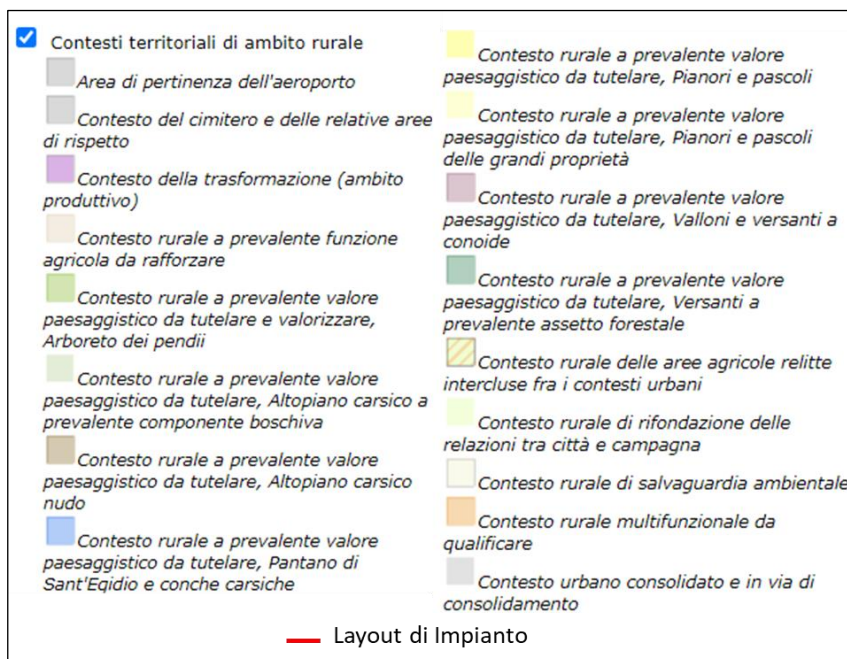 Contesti territoriali di ambito rurale
Area di pertinenza dell'aeroporto
Contesto del cimitero e delle relative aree
di rispetto
Contesto della trasformazione (ambito
produttivo)
Contesto rurale a prevalente funzione
agricola da rafforzare
Contesto rurale a prevalente valore
paesaggistico da tutelare e valorizzare,
Arboreto dei pendii
Contesto rurale a prevalente valore
paesaggistico da tutelare, Altopiano carsico a
prevalente componente boschiva
Contesto rurale a prevalente valore
paesaggistico da tutelare, Altopiano carsico
nudo
Contesto rurale a prevalente valore
paesaggistico da tutelare, Pantano di
Sant'Egidio e conche carsiche
Contesto rurale a prevalente valore
paesaggistico da tutelare, Pianori e pascoli
Contesto rurale a prevalente valore
paesaggistico da tutelare, Pianori e pascoli
delle grandi proprietà
Contesto rurale a prevalente valore
paesaggistico da tutelare, Valloni e versanti a
conoide
Contesto rurale a prevalente valore
paesaggistico da tutelare, Versanti a
prevalente assetto forestale
Contesto rurale delle aree agricole relitte
intercluse fra i contesti urbani
Contesto rurale di rifondazione delle
relazioni tra città e campagna
Contesto rurale di salvaguardia ambientale
Contesto rurale multifunzionale da
qualificare
Contesto urbano consolidato e in via di
consolidamento
Layout di Impianto